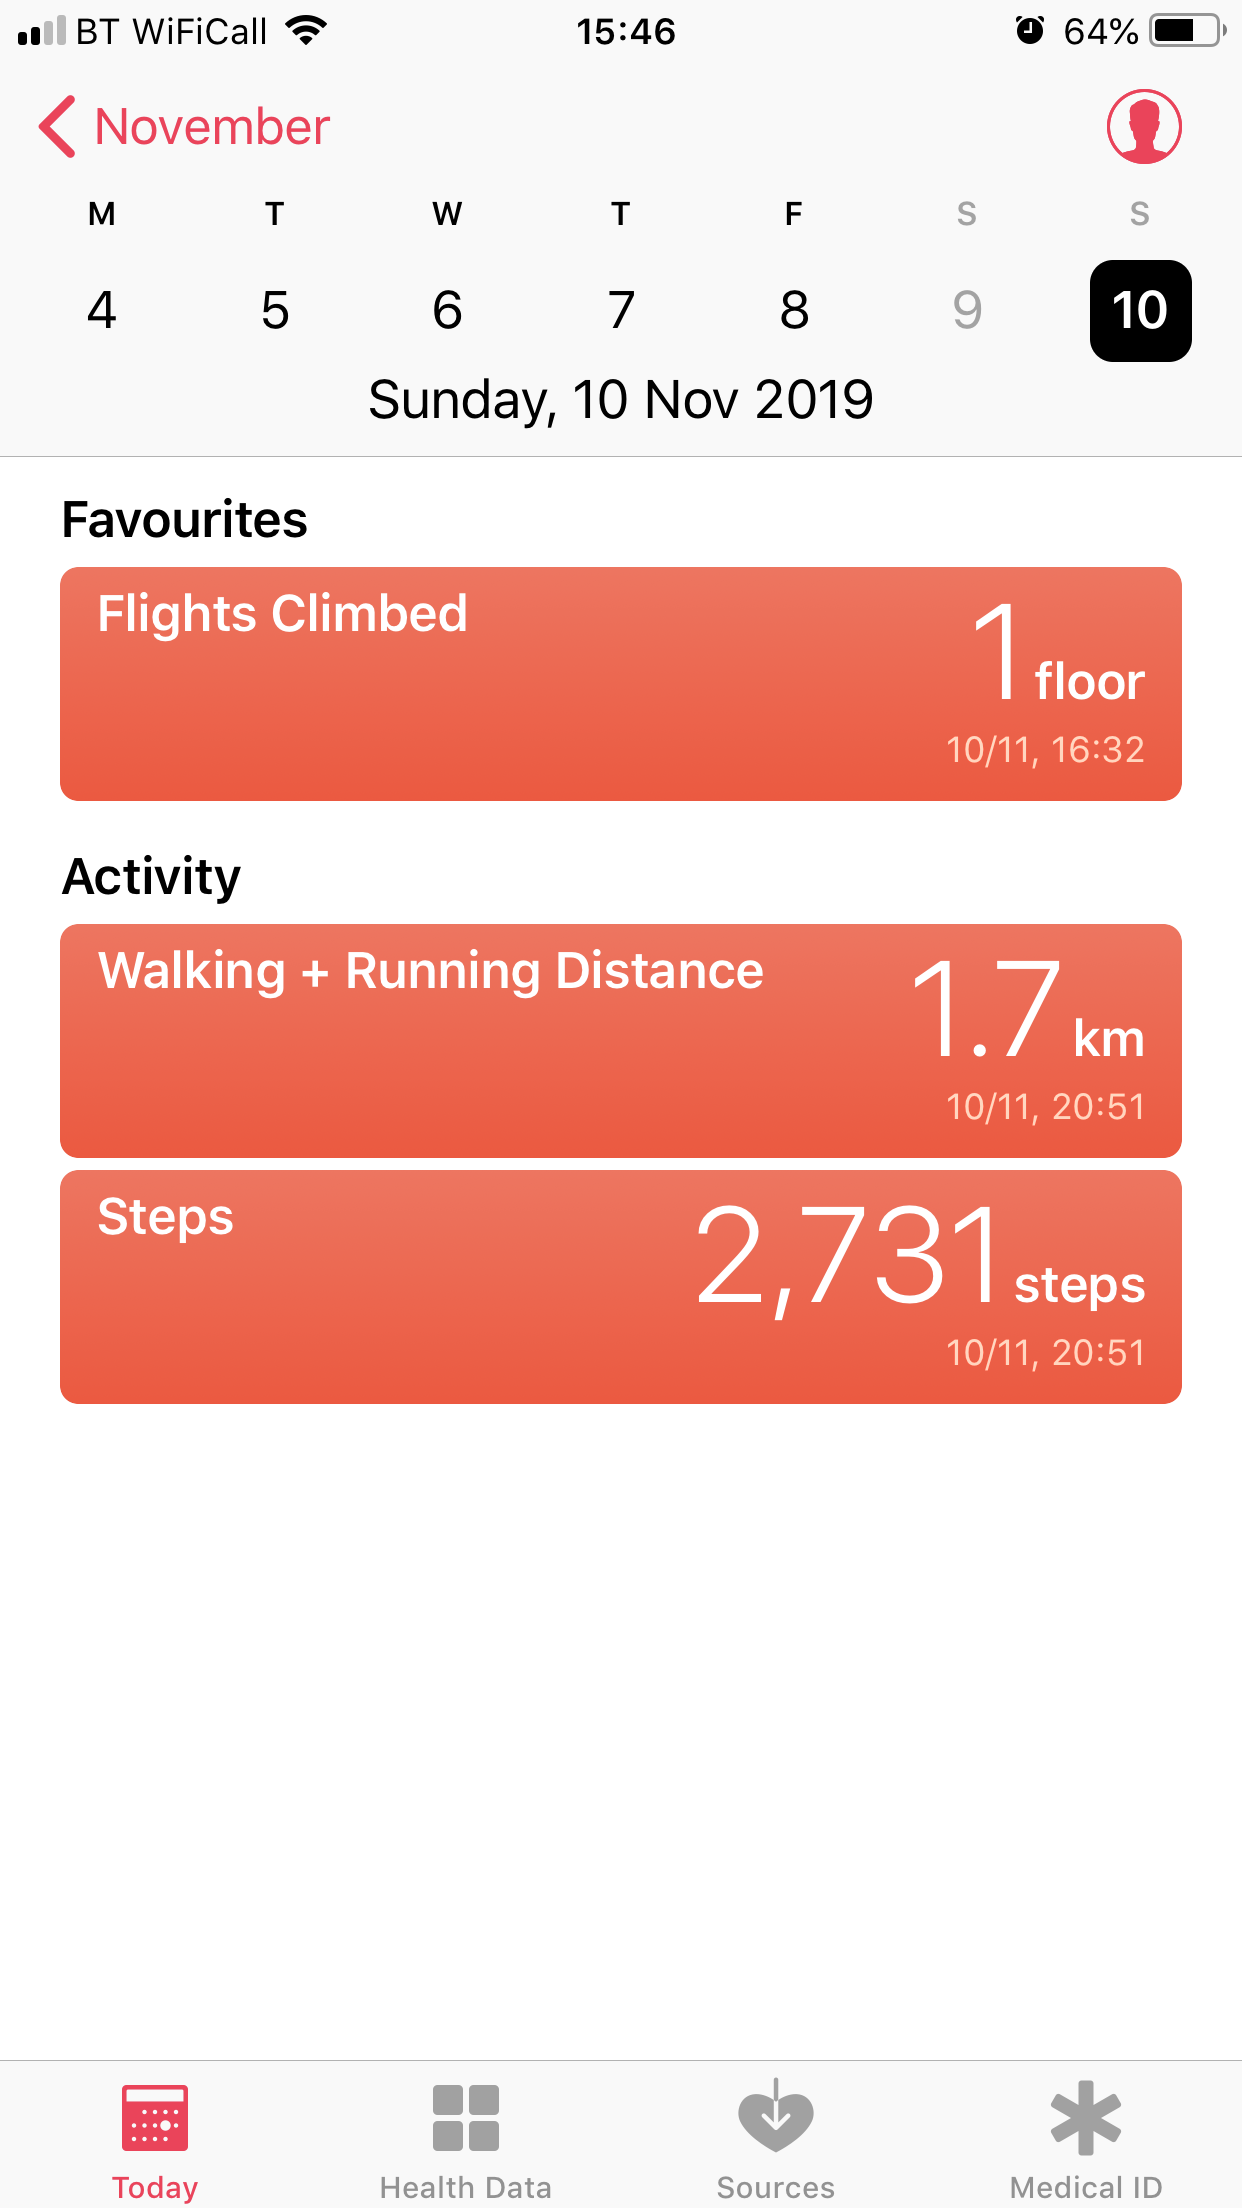 BT WiFiCall 15:46 64%
November
M T W T F S S
4 5 6 7 8 9 10
Sunday, 10 Nov 2019
Favourites
Flights Climbed
1 floor
10/11, 16:32
Activity
Walking + Running Distance
1.7 km
10/11, 20:51
Steps
2,731 steps
10/11, 20:51
Today Health Data Sources Medical ID